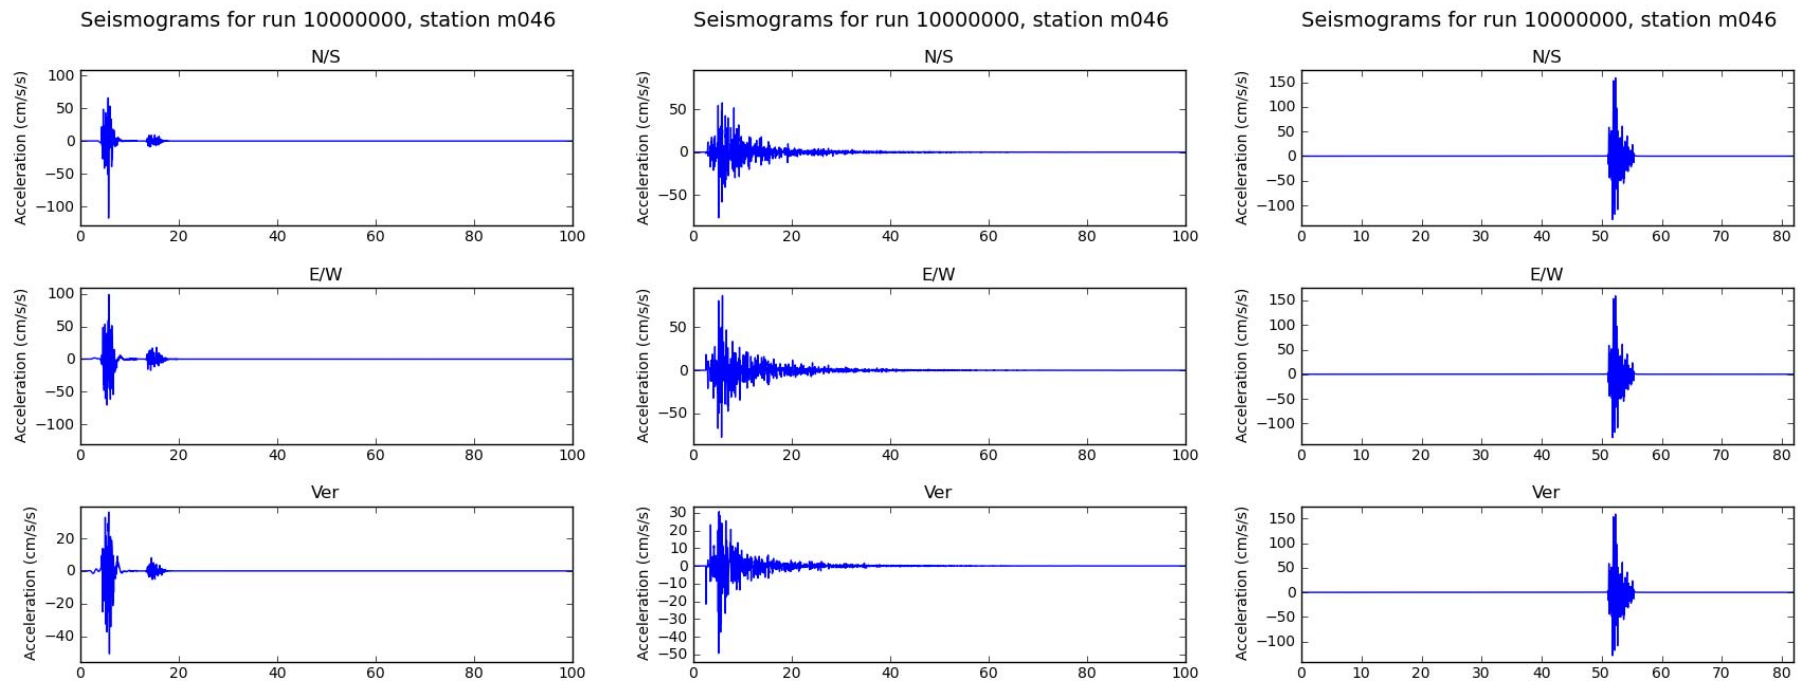 Seismograms for run 10000000, station m046
N/S
Acceleration (cm/s/s)
100
50
0
−50
−100
0 20 40 60 80 100
E/W
Acceleration (cm/s/s)
100
50
0
−50
−100
0 20 40 60 80 100
Ver
Acceleration (cm/s/s)
20
0
−20
−40
0 20 40 60 80 100
Seismograms for run 10000000, station m046
N/S
Acceleration (cm/s/s)
50
0
−50
0 20 40 60 80 100
E/W
Acceleration (cm/s/s)
50
0
−50
0 20 40 60 80 100
Ver
Acceleration (cm/s/s)
30
20
10
0
−10
−20
−30
−40
−50
0 20 40 60 80 100
Seismograms for run 10000000, station m046
N/S
Acceleration (cm/s/s)
150
100
50
0
−50
−100
0 10 20 30 40 50 60 70 80
E/W
Acceleration (cm/s/s)
150
100
50
0
−50
−100
0 10 20 30 40 50 60 70 80
Ver
Acceleration (cm/s/s)
150
100
50
0
−50
−100
0 10 20 30 40 50 60 70 80